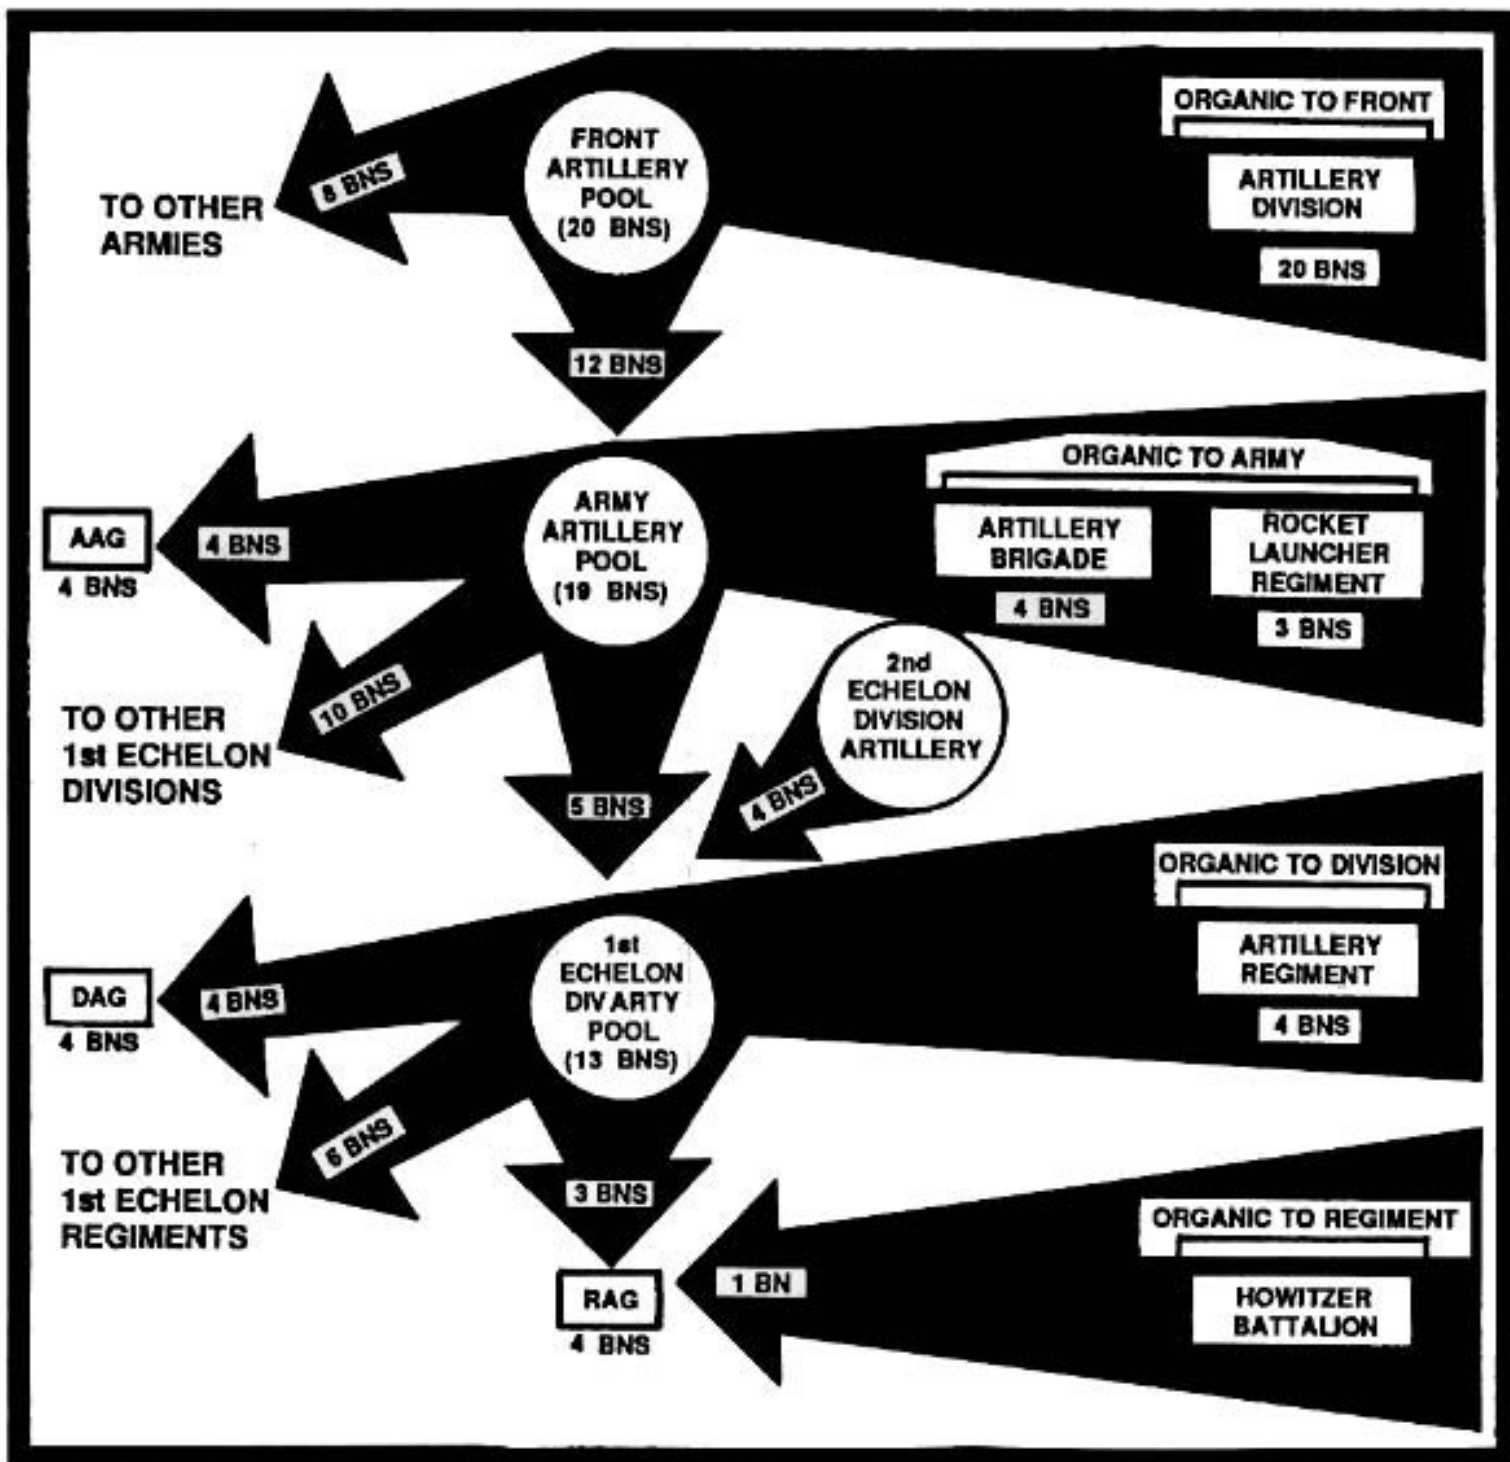 ORGANIC TO FRONT
ARTILLERY
DIVISION
20 BNS
FRONT
ARTILLERY
POOL
(20 BNS)
8 BNS
TO OTHER
ARMIES
12 BNS
ORGANIC TO ARMY
ARTILLERY
BRIGADE
4 BNS
ROCKET
LAUNCHER
REGIMENT
3 BNS
ARMY
ARTILLERY
POOL
(19 BNS)
4 BNS
AAG
4 BNS
10 BNS
TO OTHER
1st ECHELON
DIVISIONS
5 BNS
2nd
ECHELON
DIVISION
ARTILLERY
4 BNS
ORGANIC TO DIVISION
ARTILLERY
REGIMENT
4 BNS
1st
ECHELON
DIV ARTY
POOL
(13 BNS)
4 BNS
DAG
4 BNS
6 BNS
TO OTHER
1st ECHELON
REGIMENTS
3 BNS
ORGANIC TO REGIMENT
HOWITZER
BATTALION
1 BN
RAG
4 BNS